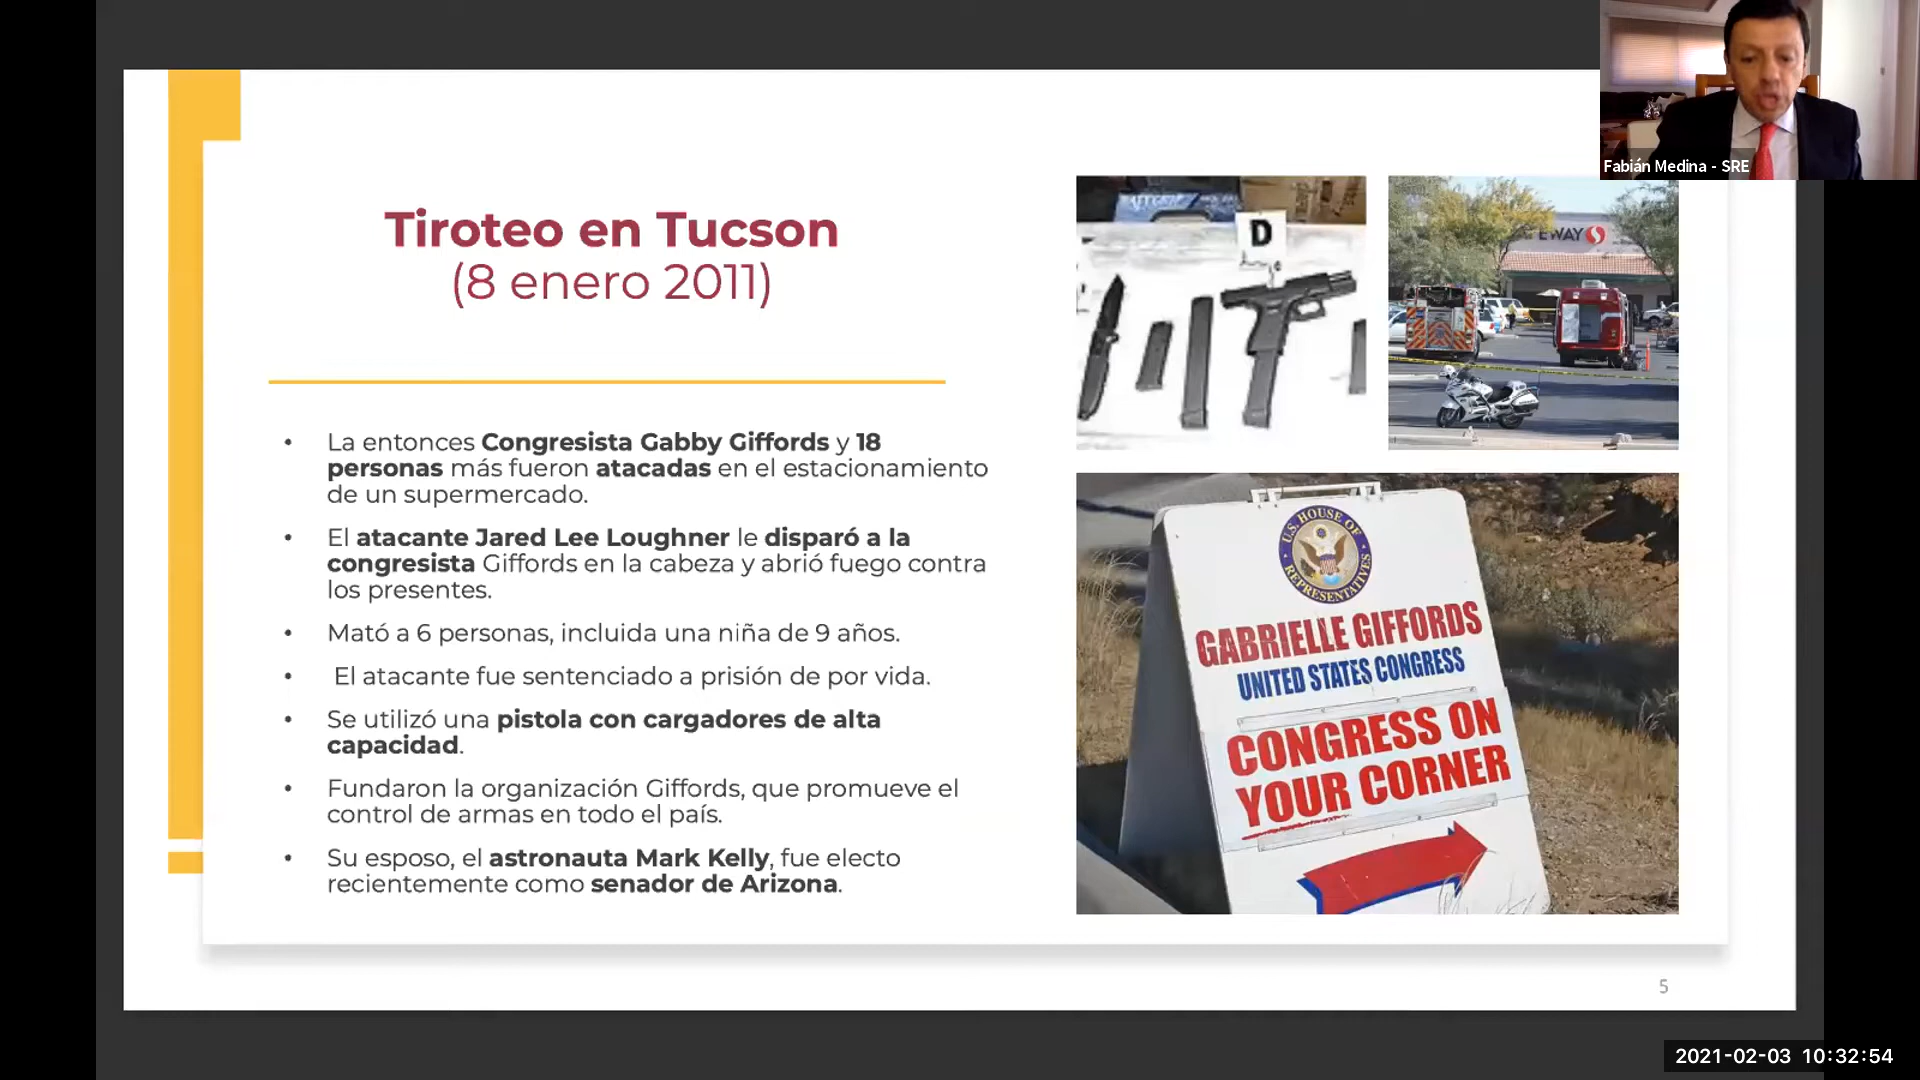 Fabián Medina - SRE
Tiroteo en Tucson
(8 enero 2011)
• La entonces Congresista Gabby Giffords y 18
personas más fueron atacadas en el estacionamiento
de un supermercado.
• El atacante Jared Lee Loughner le disparó a la
congresista Giffords en la cabeza y abrió fuego contra
los presentes.
• Mató a 6 personas, incluida una niña de 9 años.
• El atacante fue sentenciado a prisión de por vida.
• Se utilizó una pistola con cargadores de alta
capacidad.
• Fundaron la organización Giffords, que promueve el
control de armas en todo el país.
• Su esposo, el astronauta Mark Kelly, fue electo
recientemente como senador de Arizona.
D
EWAY
U.S. HOUSE OF
REPRESENTATIVES
GABRIELLE GIFFORDS
UNITED STATES CONGRESS
CONGRESS ON
YOUR CORNER
5
2021-02-03 10:32:54